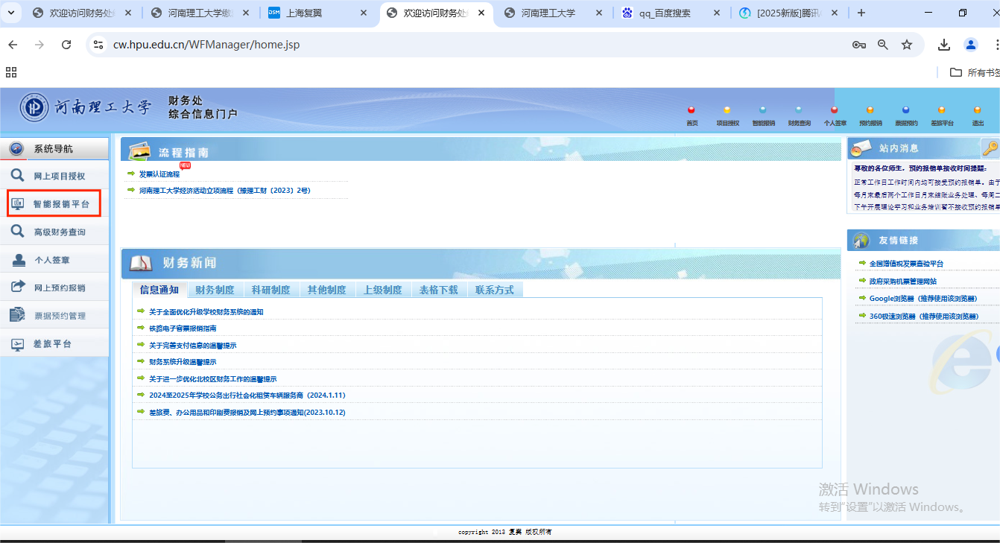 欢迎访问财务处
河南理工大学缴
DSM 上海复翼
欢迎访问财务处
河南理工大学
qq_百度搜索
[2025新版]腾讯
cw.hpu.edu.cn/WFManager/home.jsp
所有书签
河南理工大学
财务处
综合信息门户
首页
项目授权
智能报销
财务查询
个人签章
预约报销
票据预约
差旅平台
退出
系统导航
网上项目授权
智能报销平台
高级财务查询
个人签章
网上预约报销
票据预约管理
差旅平台
流程指南
发票认证流程 NEW
河南理工大学经济活动立项流程（豫理工财〔2023〕2号）
财务新闻
信息通知 财务制度 科研制度 其他制度 上级制度 表格下载 联系方式
关于全面优化升级学校财务系统的通知
铁路电子客票报销指南
关于完善支付信息的温馨提示
财务系统升级温馨提示
关于进一步优化北校区财务工作的温馨提示
2024至2025年学校公务出行社会化租赁车辆服务商（2024.1.11）
差旅费、办公用品和印刷费报销及网上预约事项通知(2023.10.12)
站内消息
尊敬的各位师生，预约报销单接收时间提醒：
正常工作日工作时间内均可接受预约报销单。由于
每月末最后两个工作日月末结账业务处理、每周二
下午开展理论学习和业务培训暂不接收预约报销单
友情链接
全国增值税发票查验平台
政府采购机票管理网站
Google浏览器（推荐使用该浏览器）
360极速浏览器（推荐使用该浏览器）
激活 Windows
转到"设置"以激活 Windows。
copyright 2013 复翼 版权所有